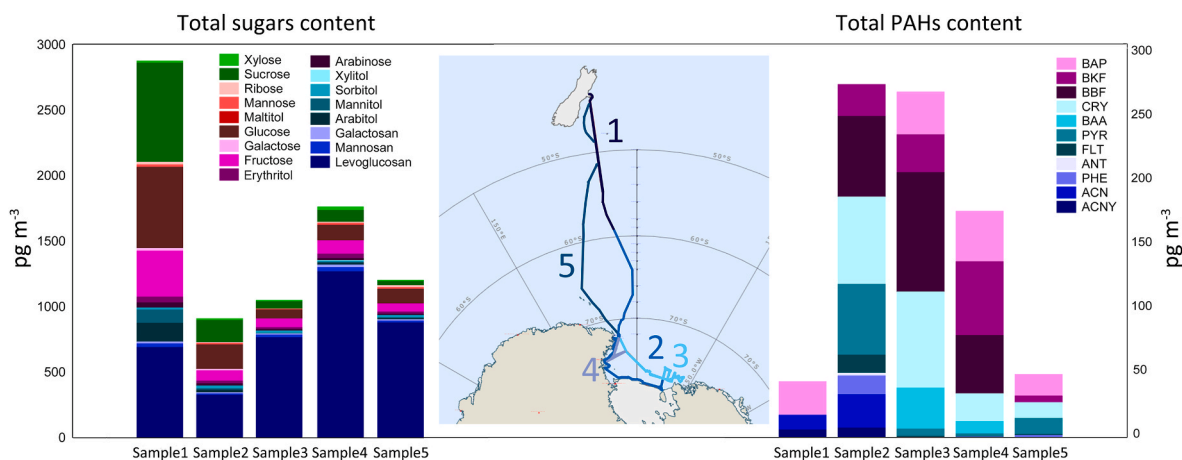 Total sugars content
Total PAHs content
3000
2500
2000
1500
1000
500
0
pg m⁻³
Xylose
Sucrose
Ribose
Mannose
Maltitol
Glucose
Galactose
Fructose
Erythritol
Arabinose
Xylitol
Sorbitol
Mannitol
Arabitol
Galactosan
Mannosan
Levoglucosan
Sample1
Sample2
Sample3
Sample4
Sample5
1
50°S
50°S
150°E
60°S
60°S
5
60°S
70°S
70°S
2
3
4
70°S
300
250
200
150
100
50
0
pg m⁻³
BAP
BKF
BBF
CRY
BAA
PYR
FLT
ANT
PHE
ACN
ACNY
Sample1
Sample2
Sample3
Sample4
Sample5